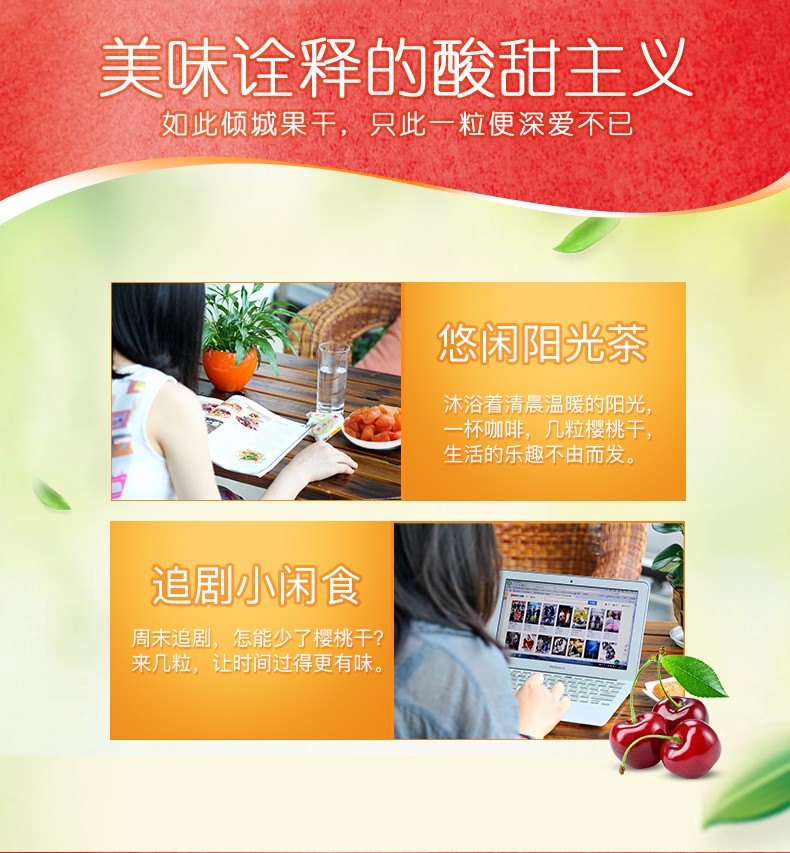 美味诠释的酸甜主义
如此倾城果干，只此一粒便深爱不已
悠闲阳光茶
沐浴着清晨温暖的阳光，
一杯咖啡，几粒樱桃干，
生活的乐趣不由而发。
追剧小闲食
周末追剧，怎能少了樱桃干？
来几粒，让时间过得更有味。